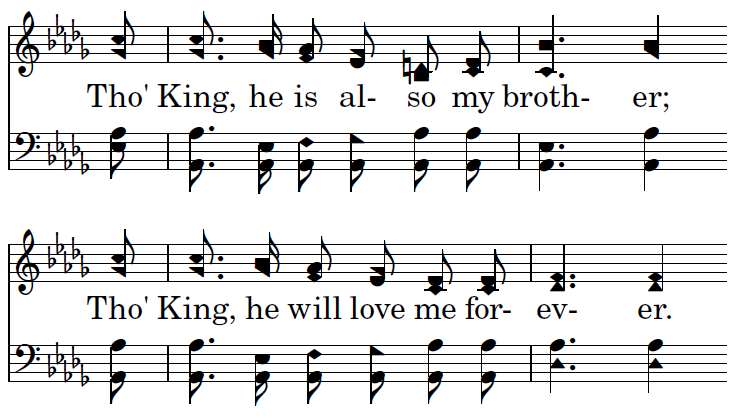 Tho' King, he is al- so my broth- er;
Tho' King, he will love me for- ev- er.